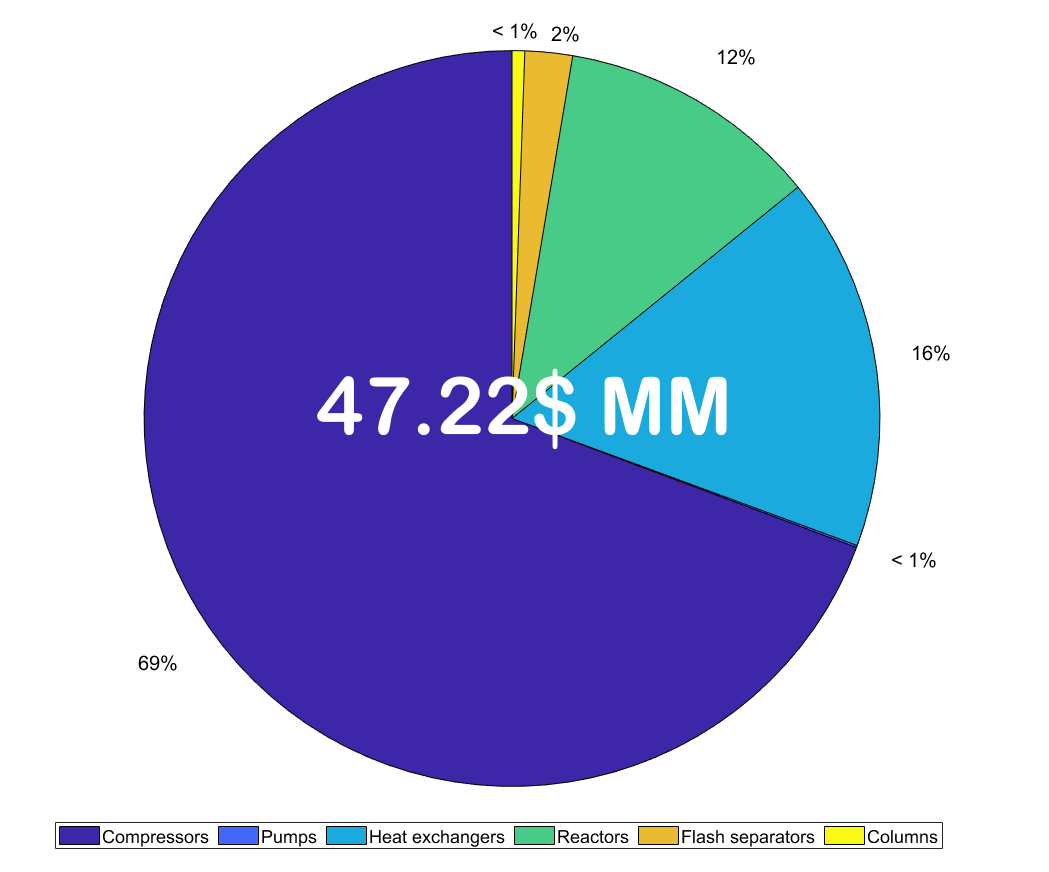 < 1% 2%
12%
16%
47.22$ MM
< 1%
69%
Compressors Pumps Heat exchangers Reactors Flash separators Columns